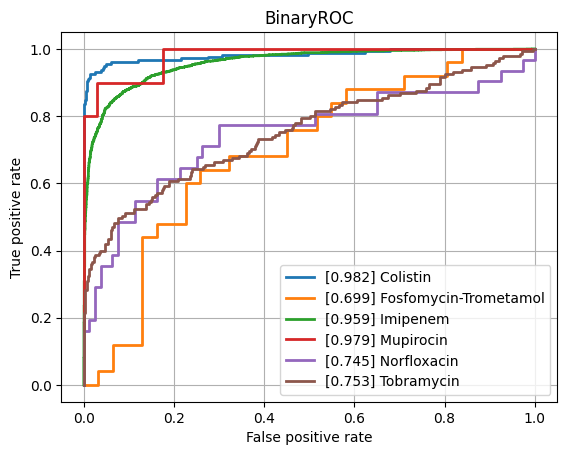 BinaryROC
True positive rate
1.0
0.8
0.6
0.4
0.2
0.0
[0.982] Colistin
[0.699] Fosfomycin-Trometamol
[0.959] Imipenem
[0.979] Mupirocin
[0.745] Norfloxacin
[0.753] Tobramycin
0.0 0.2 0.4 0.6 0.8 1.0
False positive rate